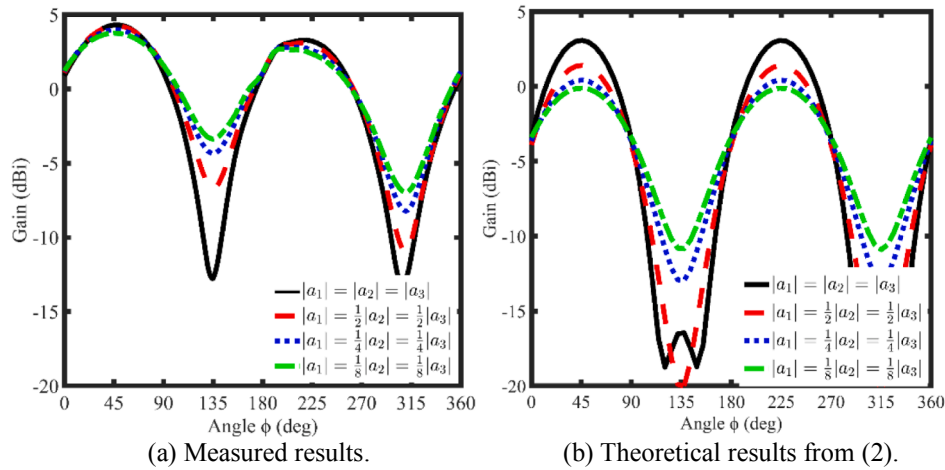 5
0
-5
-10
-15
-20
Gain (dBi)
0 45 90 135 180 225 270 315 360
Angle ϕ (deg)
|a₁| = |a₂| = |a₃|
|a₁| = ½|a₂| = ½|a₃|
|a₁| = ¼|a₂| = ¼|a₃|
|a₁| = ⅛|a₂| = ⅛|a₃|
(a) Measured results.
5
0
-5
-10
-15
-20
Gain (dBi)
0 45 90 135 180 225 270 315 360
Angle ϕ (deg)
|a₁| = |a₂| = |a₃|
|a₁| = ½|a₂| = ½|a₃|
|a₁| = ¼|a₂| = ¼|a₃|
|a₁| = ⅛|a₂| = ⅛|a₃|
(b) Theoretical results from (2).